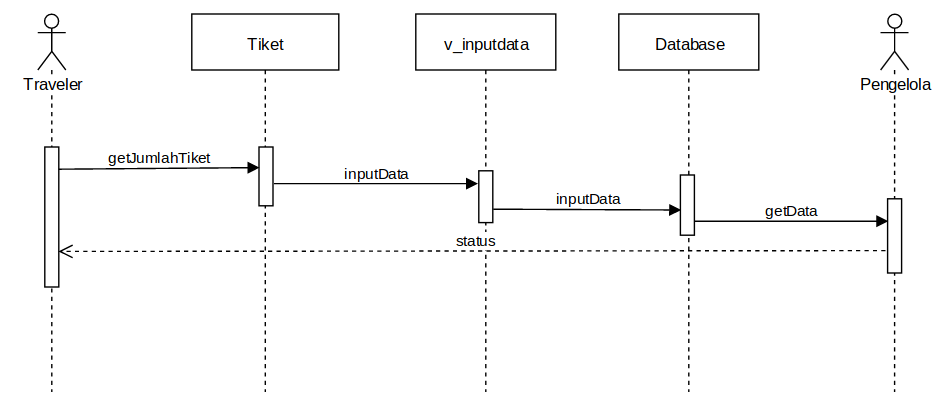 Traveler
Tiket
v_inputdata
Database
Pengelola
getJumlahTiket
inputData
inputData
getData
status